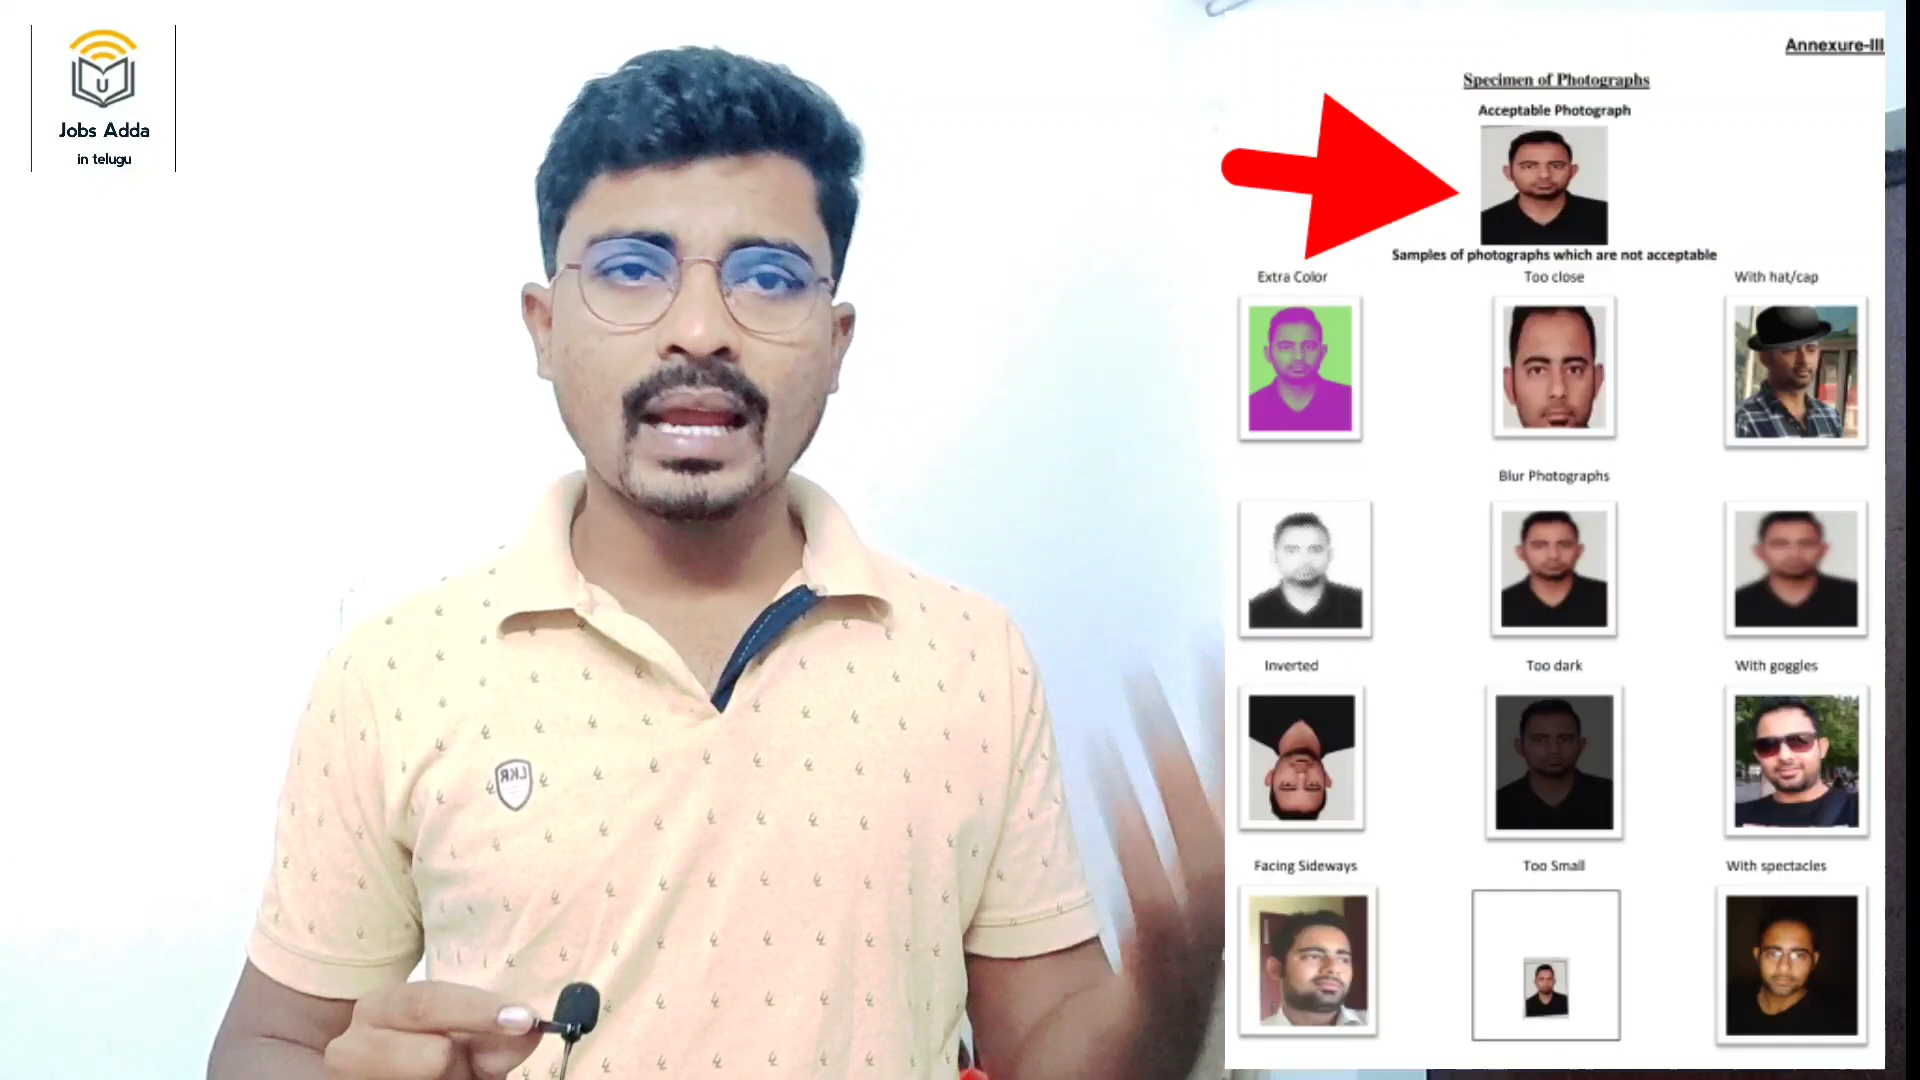 Jobs Adda
in telugu
Annexure-III
Specimen of Photographs
Acceptable Photograph
Samples of photographs which are not acceptable
Extra Color
Too close
With hat/cap
Blur Photographs
Inverted
Too dark
With goggles
Facing Sideways
Too Small
With spectacles
LKR